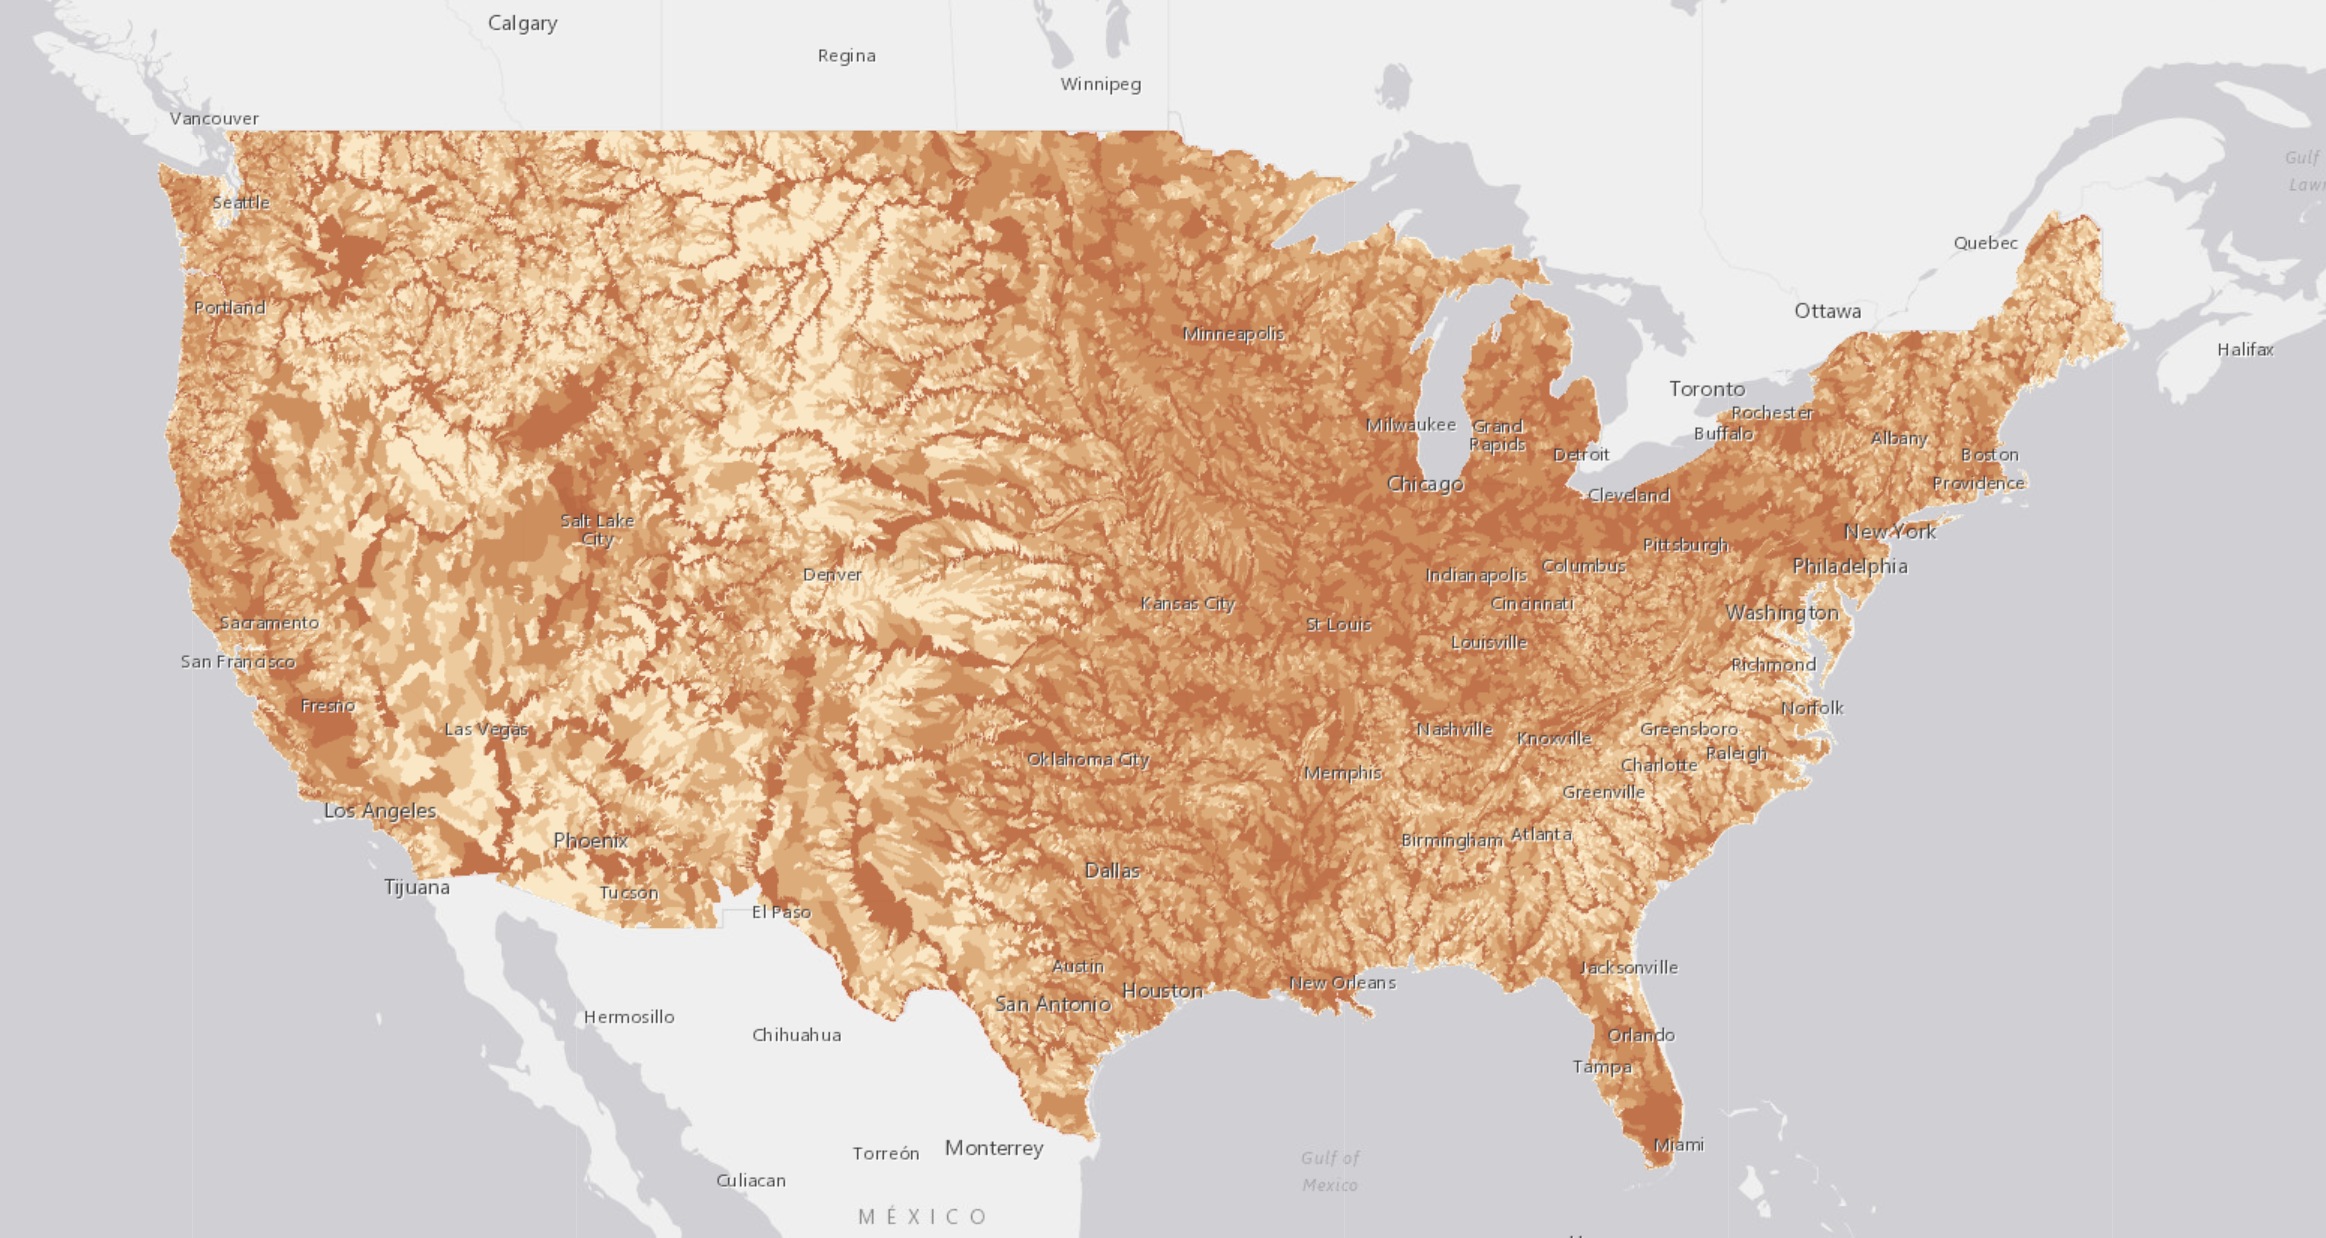 Calgary
Regina
Winnipeg
Vancouver
Gulf
Law
Seattle
Quebec
Portland
Ottawa
Minneapolis
Halifax
Toronto
Rochester
Milwaukee
Grand
Rapids
Buffalo
Albany
Detroit
Boston
Chicago
Cleveland
Providence
Salt Lake
City
New York
Pittsburgh
Denver
Indianapolis
Columbus
Philadelphia
Kansas City
Cincinnati
Washington
Sacramento
St Louis
Louisville
San Francisco
Richmond
Fresno
Norfolk
Las Vegas
Nashville
Knoxville
Greensboro
Raleigh
Oklahoma City
Memphis
Charlotte
Greenville
Los Angeles
Phoenix
Birmingham
Atlanta
Dallas
Tijuana
Tucson
El Paso
Austin
Jacksonville
San Antonio
Houston
New Orleans
Hermosillo
Chihuahua
Orlando
Tampa
Torreón
Monterrey
Miami
Gulf of
Mexico
Culiacan
MÉXICO